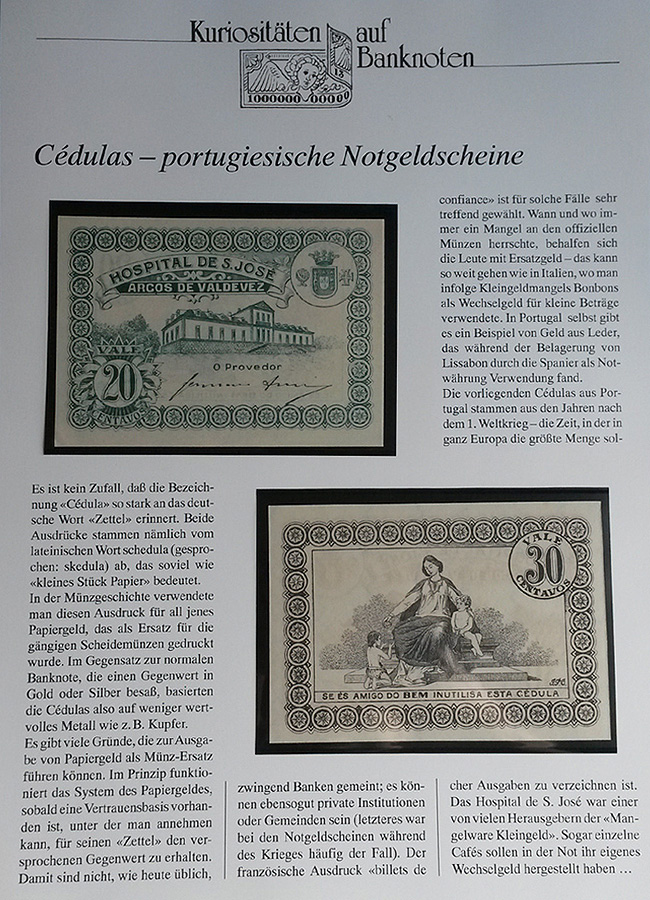 Kuriositäten auf
Banknoten
1000000 00000
Cédulas – portugiesische Notgeldscheine
HOSPITAL DE S. JOSÉ
ARCOS DE VALDEVEZ
VALE
20
CENTAVOS
O Provedor
Es ist kein Zufall, daß die Bezeich-
nung «Cédula» so stark an das deut-
sche Wort «Zettel» erinnert. Beide
Ausdrücke stammen nämlich vom
lateinischen Wort schedula (gespro-
chen: skedula) ab, das soviel wie
«kleines Stück Papier» bedeutet.
In der Münzgeschichte verwendete
man diesen Ausdruck für all jenes
Papiergeld, das als Ersatz für die
gängigen Scheidemünzen gedruckt
wurde. Im Gegensatz zur normalen
Banknote, die einen Gegenwert in
Gold oder Silber besaß, basierten
die Cédulas also auf weniger wert-
volles Metall wie z. B. Kupfer.
Es gibt viele Gründe, die zur Ausga-
be von Papiergeld als Münz-Ersatz
führen können. Im Prinzip funktio-
niert das System des Papiergeldes,
sobald eine Vertrauensbasis vorhan-
den ist, unter der man annehmen
kann, für seinen «Zettel» den ver-
sprochenen Gegenwert zu erhalten.
Damit sind nicht, wie heute üblich,
zwingend Banken gemeint; es kön-
nen ebensogut private Institutionen
oder Gemeinden sein (letzteres war
bei den Notgeldscheinen während
des Krieges häufig der Fall). Der
französische Ausdruck «billets de
confiance» ist für solche Fälle sehr
treffend gewählt. Wann und wo im-
mer ein Mangel an den offiziellen
Münzen herrschte, behalfen sich
die Leute mit Ersatzgeld – das kann
so weit gehen wie in Italien, wo man
infolge Kleingeldmangels Bonbons
als Wechselgeld für kleine Beträge
verwendete. In Portugal selbst gibt
es ein Beispiel von Geld aus Leder,
das während der Belagerung von
Lissabon durch die Spanier als Not-
währung Verwendung fand.
Die vorliegenden Cédulas aus Por-
tugal stammen aus den Jahren nach
dem 1. Weltkrieg – die Zeit, in der in
ganz Europa die größte Menge sol-
cher Ausgaben zu verzeichnen ist.
Das Hospital de S. José war einer
von vielen Herausgebern der «Man-
gelware Kleingeld». Sogar einzelne
Cafés sollen in der Not ihr eigenes
Wechselgeld hergestellt haben ...
VALE
30
CENTAVOS
SE ÉS AMIGO DO BEM INUTILISA ESTA CÉDULA